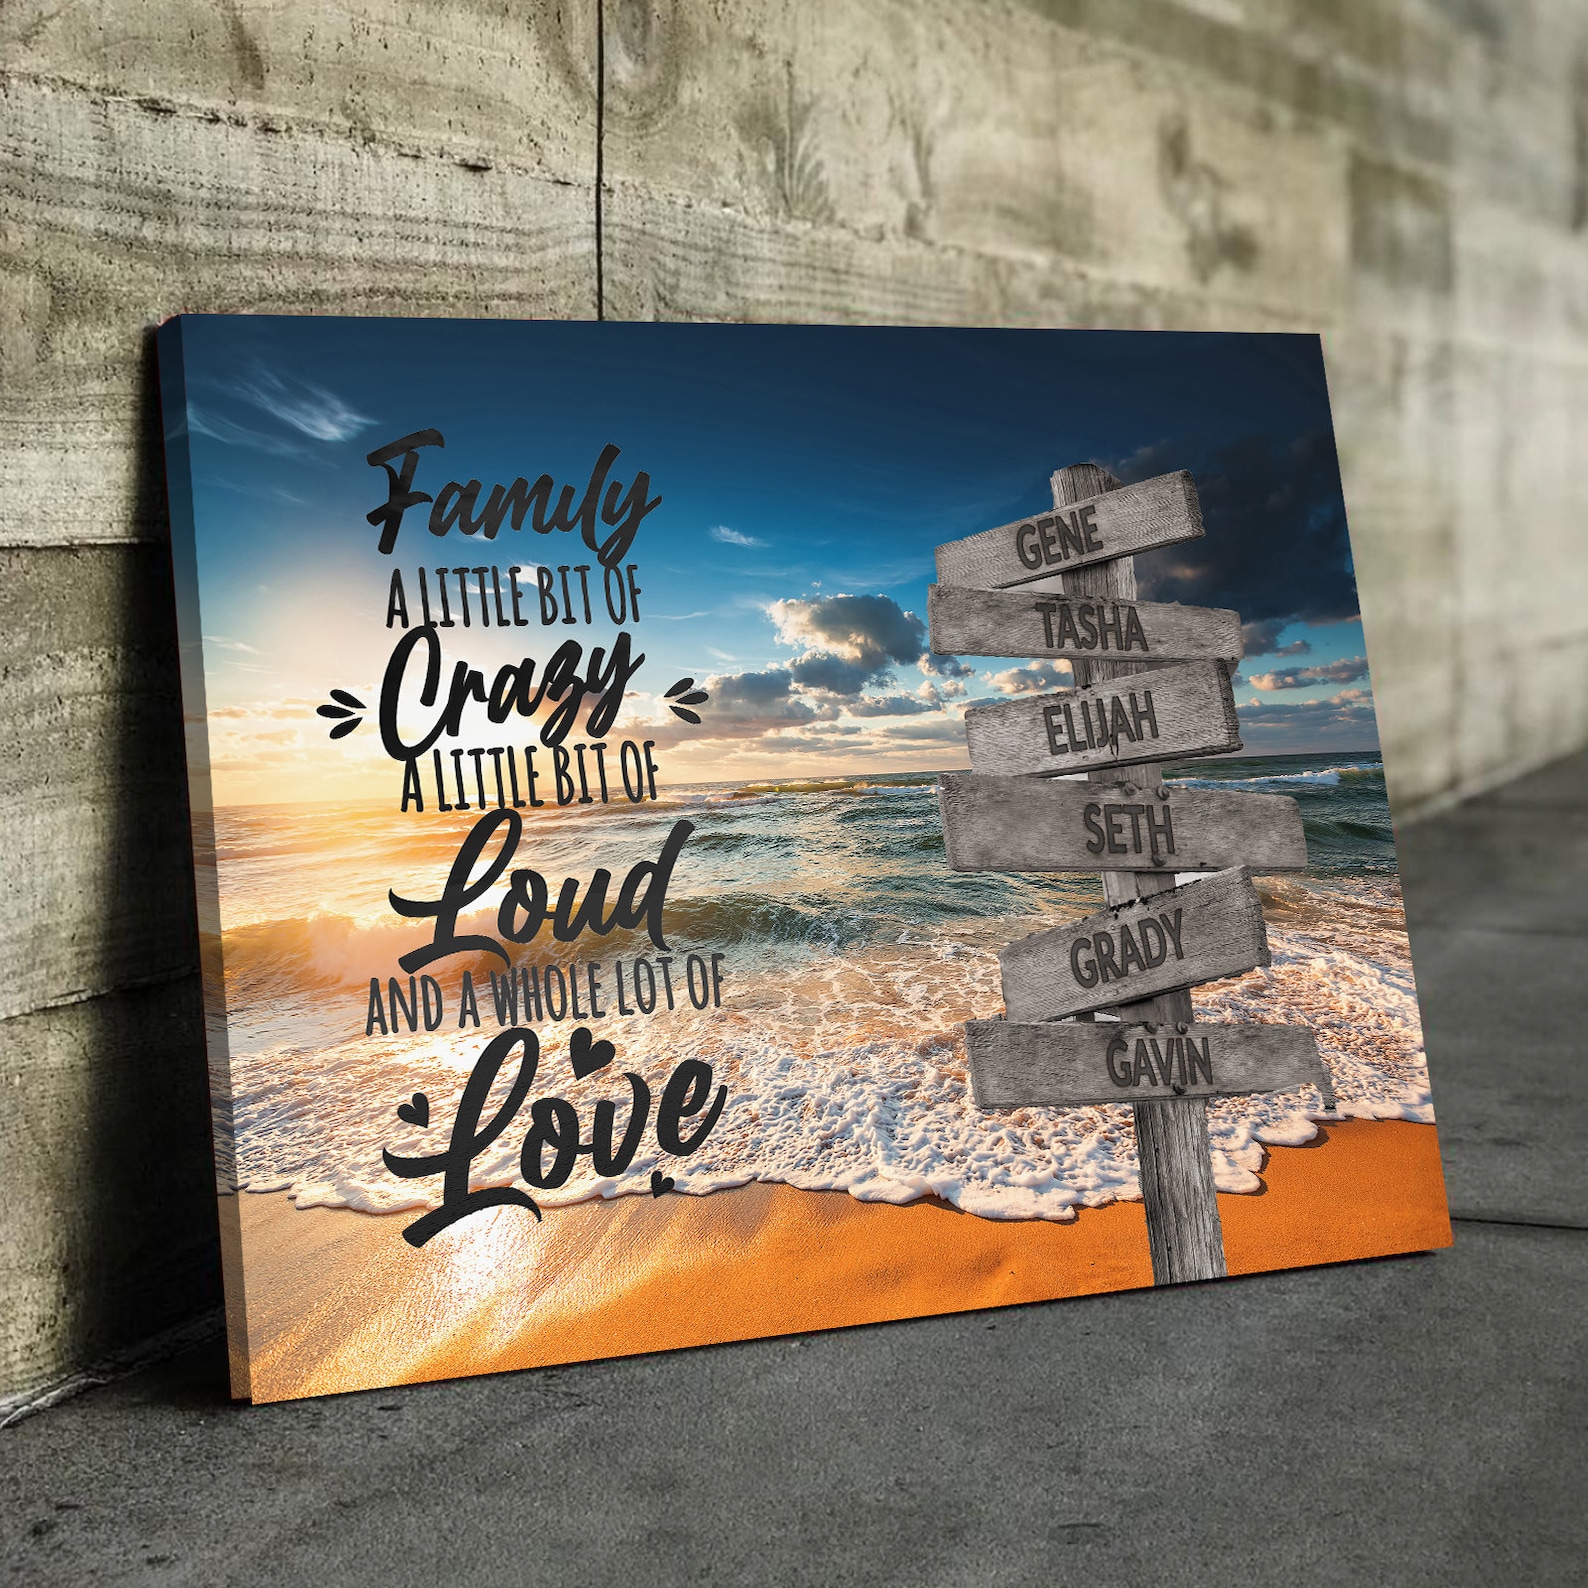 Family
A LITTLE BIT OF
Crazy
A LITTLE BIT OF
Loud
AND A WHOLE LOT OF
Love
GENE
TASHA
ELIJAH
SETH
GRADY
GAVIN